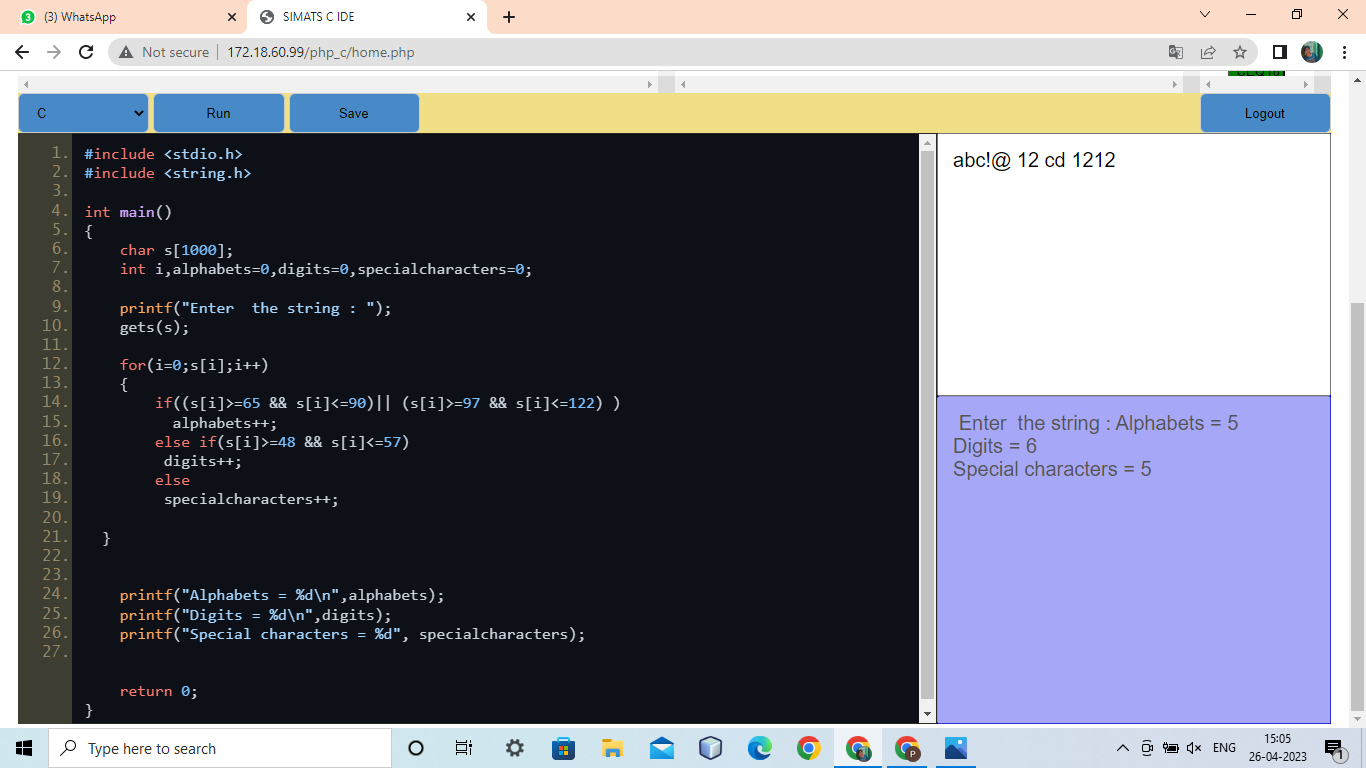 (3) WhatsApp
SIMATS C IDE
Not secure
172.18.60.99/php_c/home.php
C
Run
Save
Logout
1. #include <stdio.h>
2. #include <string.h>
3.
4. int main()
5. {
6. char s[1000];
7. int i,alphabets=0,digits=0,specialcharacters=0;
8.
9. printf("Enter  the string : ");
10. gets(s);
11.
12. for(i=0;s[i];i++)
13. {
14. if((s[i]>=65 && s[i]<=90)|| (s[i]>=97 && s[i]<=122) )
15. alphabets++;
16. else if(s[i]>=48 && s[i]<=57)
17. digits++;
18. else
19. specialcharacters++;
20.
21. }
22.
23.
24. printf("Alphabets = %d\n",alphabets);
25. printf("Digits = %d\n",digits);
26. printf("Special characters = %d", specialcharacters);
27.
return 0;
}
abc!@ 12 cd 1212
Enter  the string : Alphabets = 5
Digits = 6
Special characters = 5
Type here to search
P
ENG
15:05
26-04-2023
1